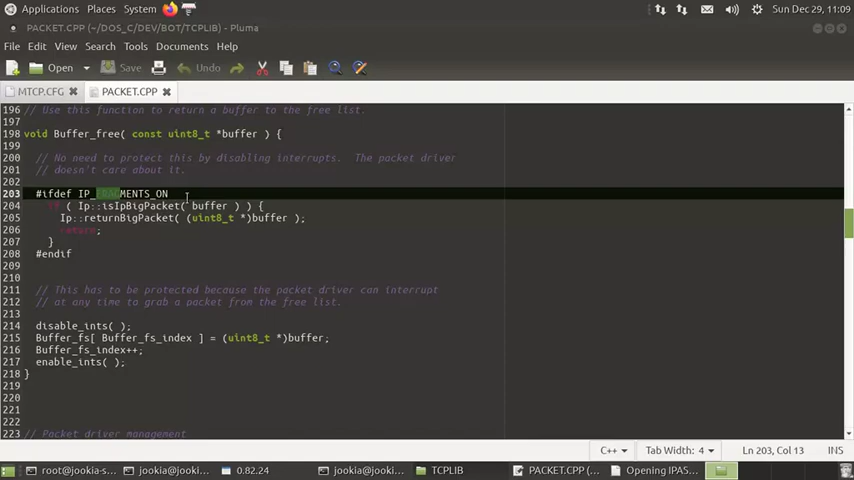 Applications Places System Sun Dec 29, 11:09
PACKET.CPP (~/DOS_C/DEV/BOT/TCPLIB) - Pluma
File Edit View Search Tools Documents Help
Open Save Undo
MTCP.CFG PACKET.CPP
196 // Use this function to return a buffer to the free list.
197
198 void Buffer_free( const uint8_t *buffer ) {
199
200 // No need to protect this by disabling interrupts. The packet driver
201 // doesn't care about it.
202
203 #ifdef IP_FRAGMENTS_ON
204 if ( Ip::isIpBigPacket( buffer ) ) {
205 Ip::returnBigPacket( (uint8_t *)buffer );
206 return;
207 }
208 #endif
209
210
211 // This has to be protected because the packet driver can interrupt
212 // at any time to grab a packet from the free list.
213
214 disable_ints( );
215 Buffer_fs[ Buffer_fs_index ] = (uint8_t *)buffer;
216 Buffer_fs_index++;
217 enable_ints( );
218 }
219
220
221
222
223 // Packet driver management
C++ Tab Width: 4 Ln 203, Col 13 INS
root@jookia-s... jookia@jooki... 0.82.24 jookia@jooki... TCPLIB PACKET.CPP (... Opening IPAS...